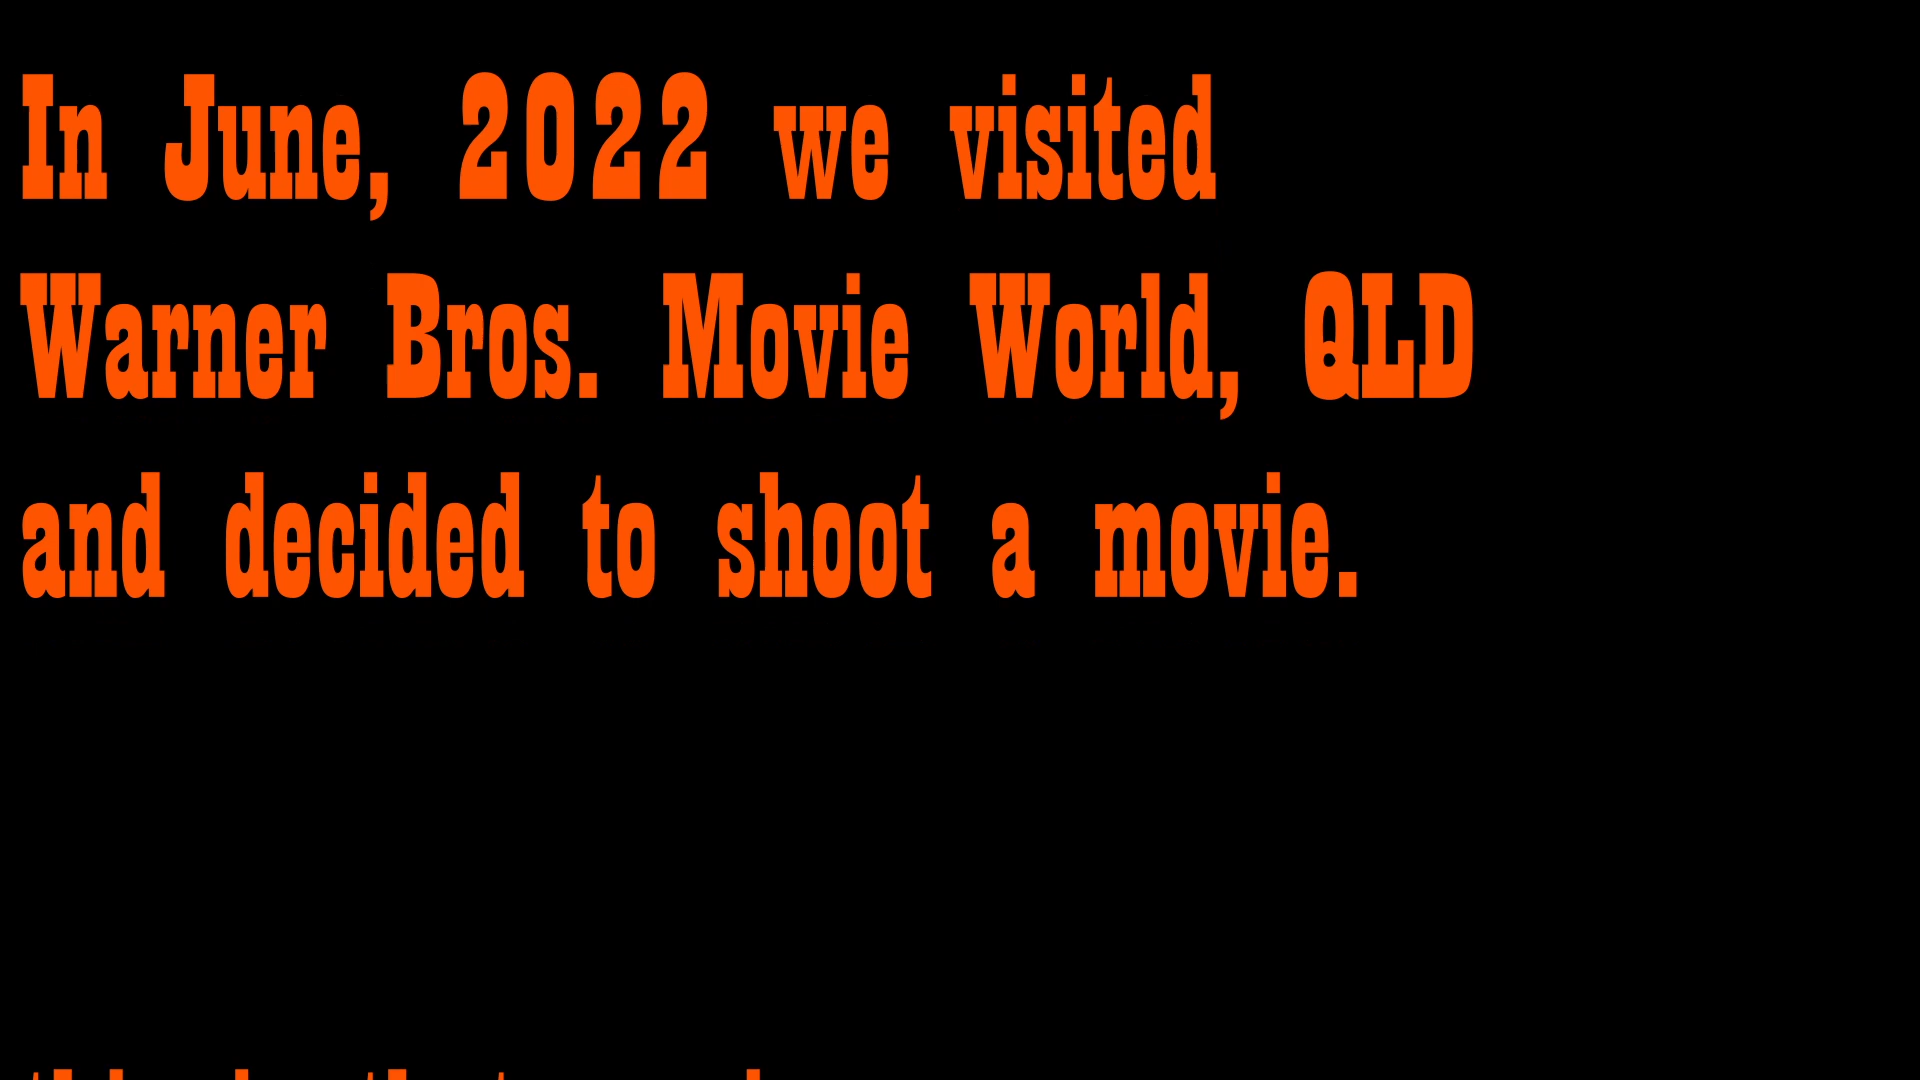 In June, 2022 we visited
Warner Bros. Movie World, QLD
and decided to shoot a movie.